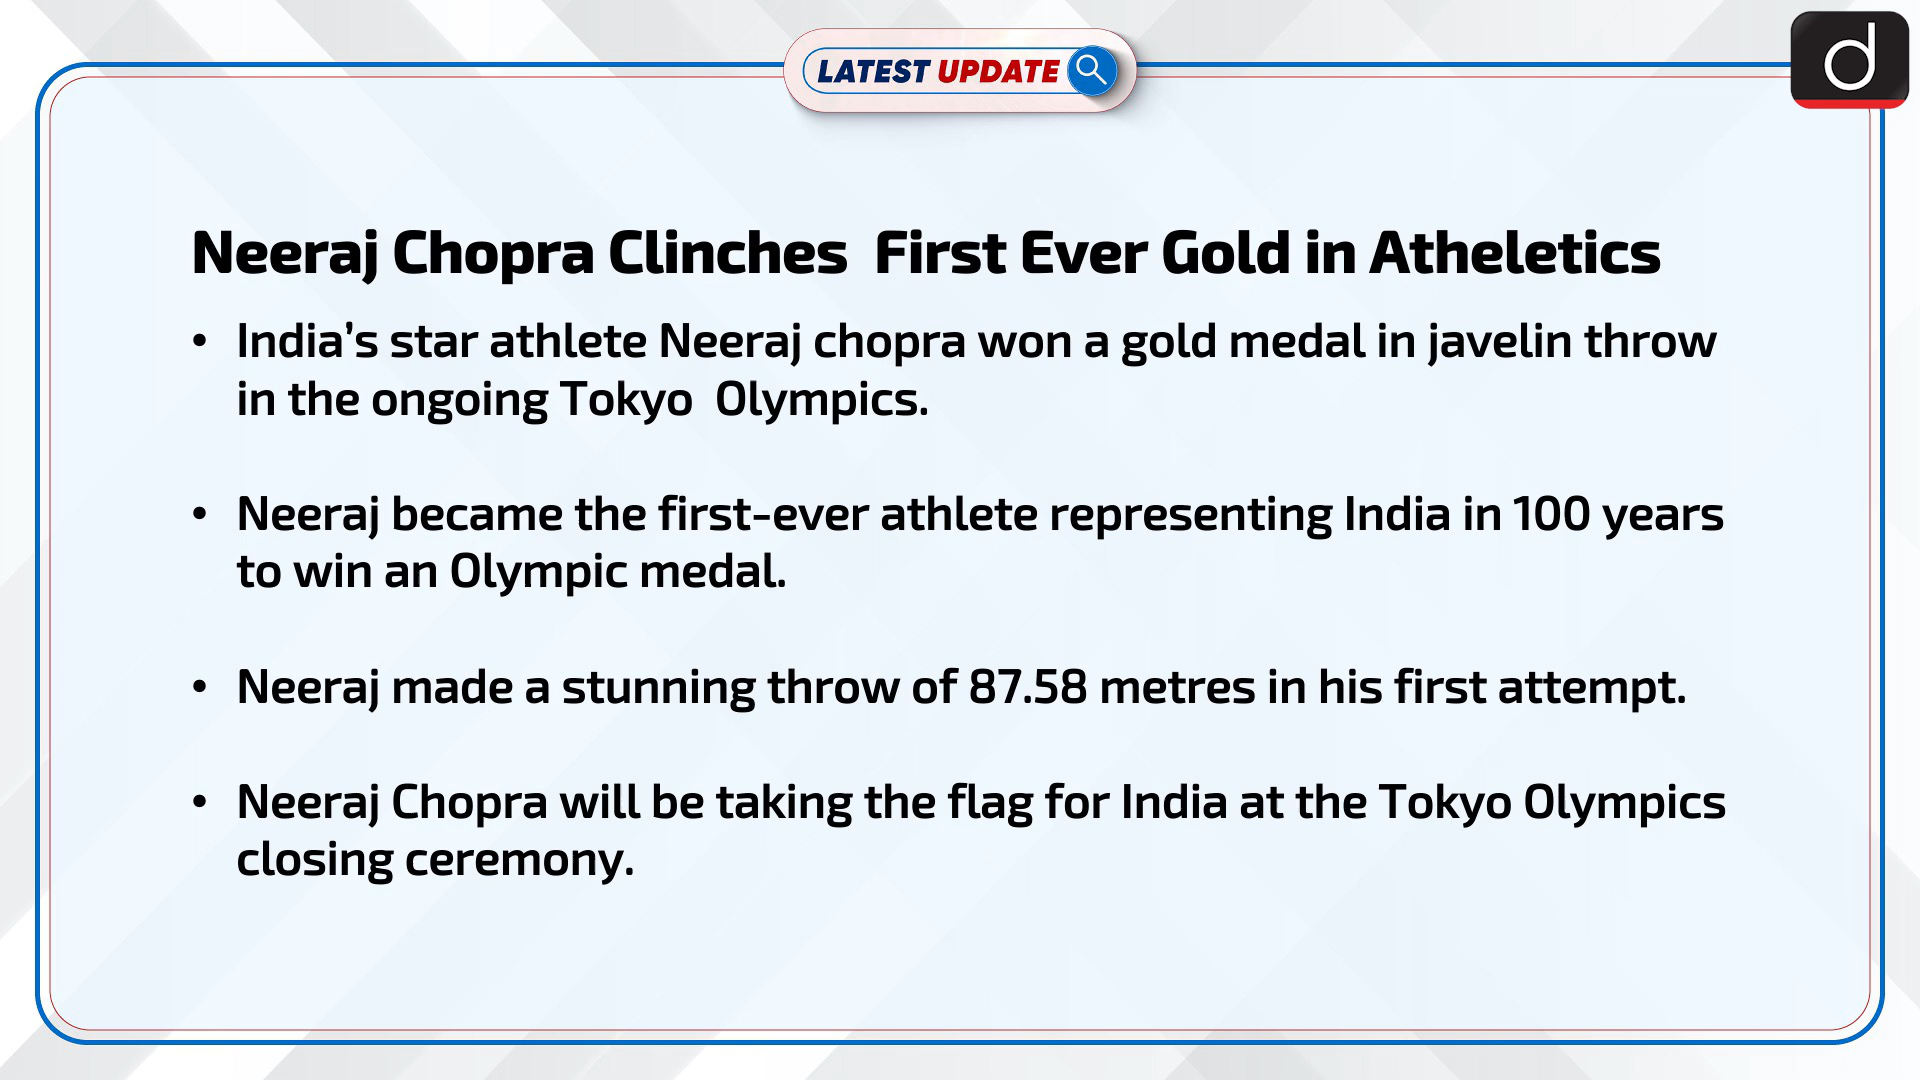 LATEST UPDATE
d
Neeraj Chopra Clinches  First Ever Gold in Atheletics
• India's star athlete Neeraj chopra won a gold medal in javelin throw
in the ongoing Tokyo  Olympics.
• Neeraj became the first-ever athlete representing India in 100 years
to win an Olympic medal.
• Neeraj made a stunning throw of 87.58 metres in his first attempt.
• Neeraj Chopra will be taking the flag for India at the Tokyo Olympics
closing ceremony.